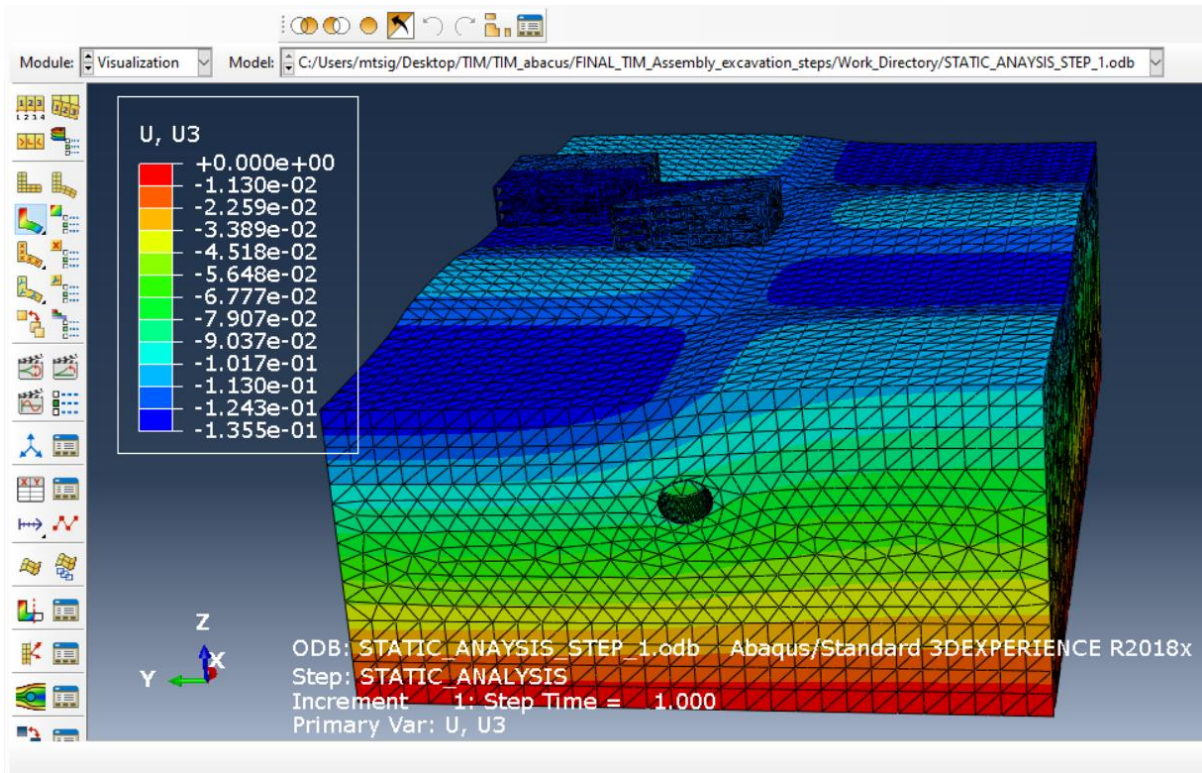 Module: Visualization Model: C:/Users/mtsig/Desktop/TIM/TIM_abacus/FINAL_TIM_Assembly_excavation_steps/Work_Directory/STATIC_ANAYSIS_STEP_1.odb
U, U3
+0.000e+00
-1.130e-02
-2.259e-02
-3.389e-02
-4.518e-02
-5.648e-02
-6.777e-02
-7.907e-02
-9.037e-02
-1.017e-01
-1.130e-01
-1.243e-01
-1.355e-01
Z
X
Y
ODB: STATIC_ANAYSIS_STEP_1.odb Abaqus/Standard 3DEXPERIENCE R2018x
Step: STATIC_ANALYSIS
Increment 1: Step Time = 1.000
Primary Var: U, U3